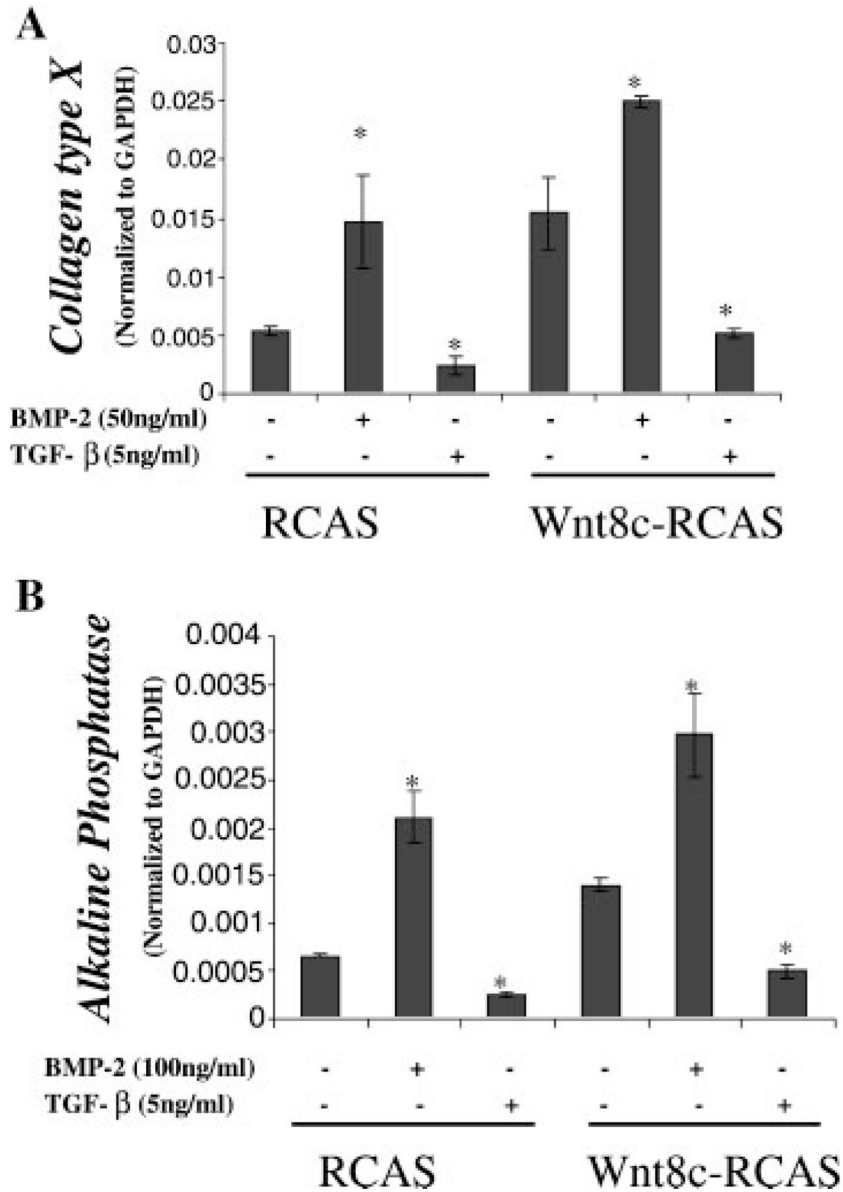 A
Collagen type X
(Normalized to GAPDH)
0.03
0.025
0.02
0.015
0.01
0.005
0
* * * *
BMP-2 (50ng/ml) - + - - + -
TGF- β (5ng/ml) - - + - - +
RCAS Wnt8c-RCAS
B
Alkaline Phosphatase
(Normalized to GAPDH)
0.004
0.0035
0.003
0.0025
0.002
0.0015
0.001
0.0005
0
* * * *
BMP-2 (100ng/ml) - + - - + -
TGF- β (5ng/ml) - - + - - +
RCAS Wnt8c-RCAS